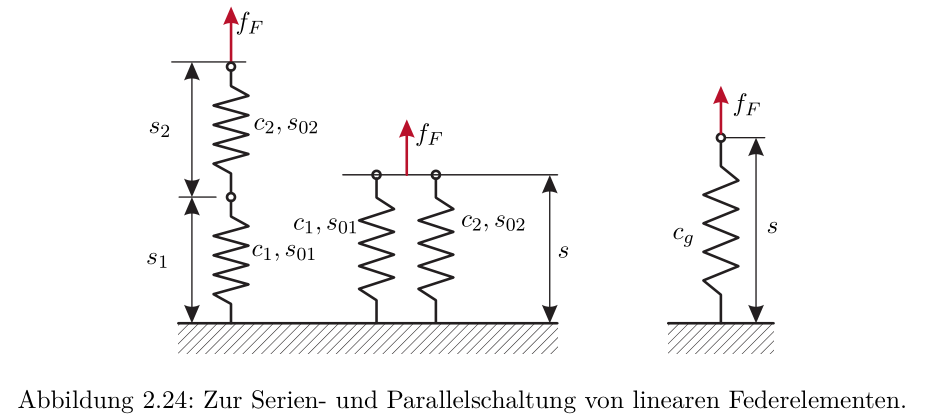 f_F
s_2
c_2, s_{02}
s_1
c_1, s_{01}
f_F
c_1, s_{01}
c_2, s_{02}
s
f_F
c_g
s
Abbildung 2.24: Zur Serien- und Parallelschaltung von linearen Federelementen.